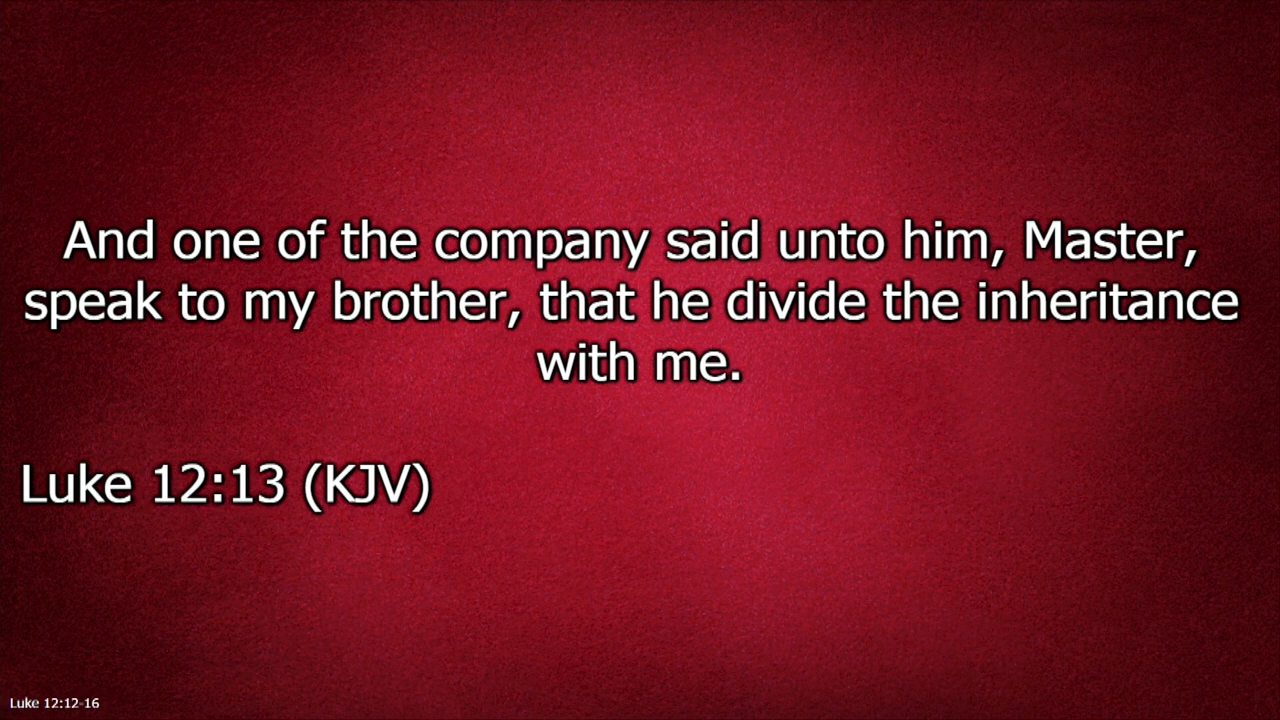 And one of the company said unto him, Master,
speak to my brother, that he divide the inheritance
with me.
Luke 12:13 (KJV)
Luke 12:12-16